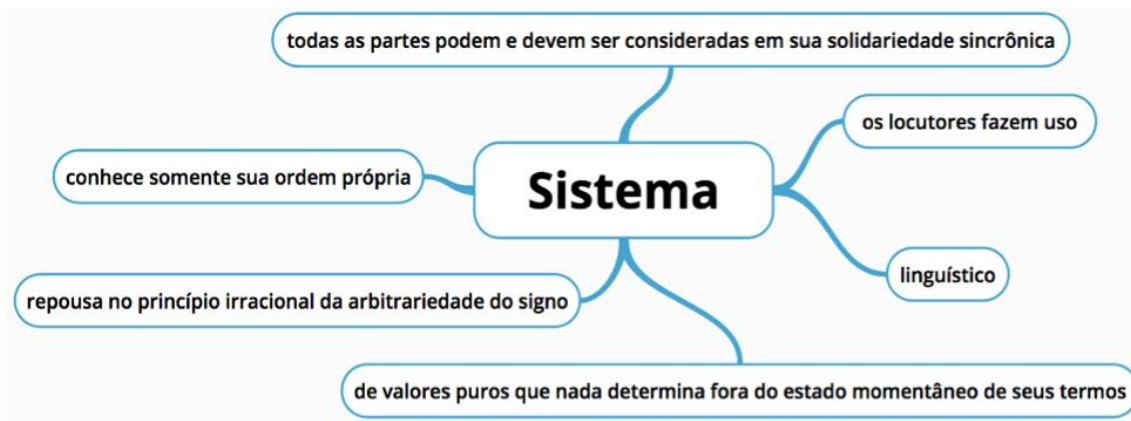 todas as partes podem e devem ser consideradas em sua solidariedade sincrônica
os locutores fazem uso
conhece somente sua ordem própria
Sistema
linguístico
repousa no princípio irracional da arbitrariedade do signo
de valores puros que nada determina fora do estado momentâneo de seus termos